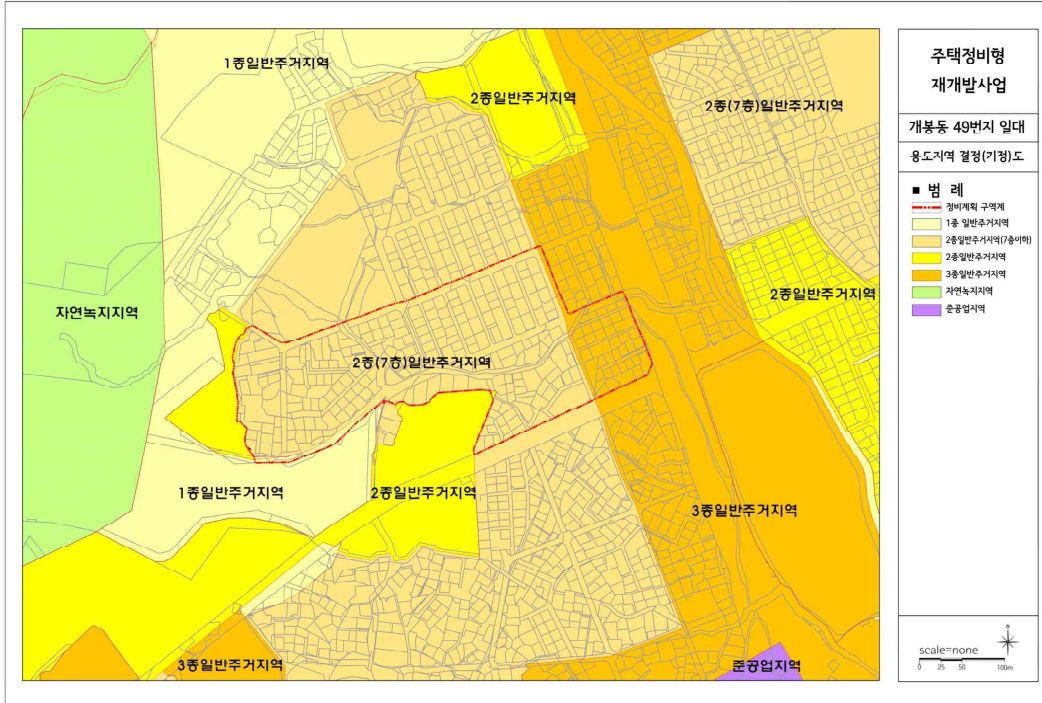 1종일반주거지역
2종일반주거지역
2종(7층)일반주거지역
자연녹지지역
2종일반주거지역
2종(7층)일반주거지역
1종일반주거지역
2종일반주거지역
3종일반주거지역
3종일반주거지역
준공업지역
주택정비형
재개발사업
개봉동 49번지 일대
용도지역 결정(기정)도
■ 범 례
정비계획 구역계
1종 일반주거지역
2종일반주거지역(7층이하)
2종일반주거지역
3종일반주거지역
자연녹지지역
준공업지역
N
scale=none
0 25 50 100m